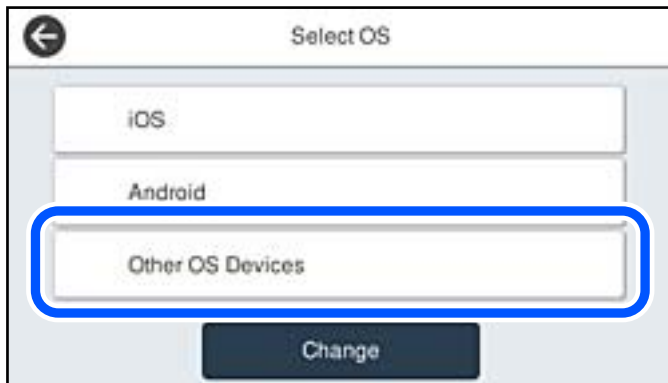 Select OS
iOS
Android
Other OS Devices
Change